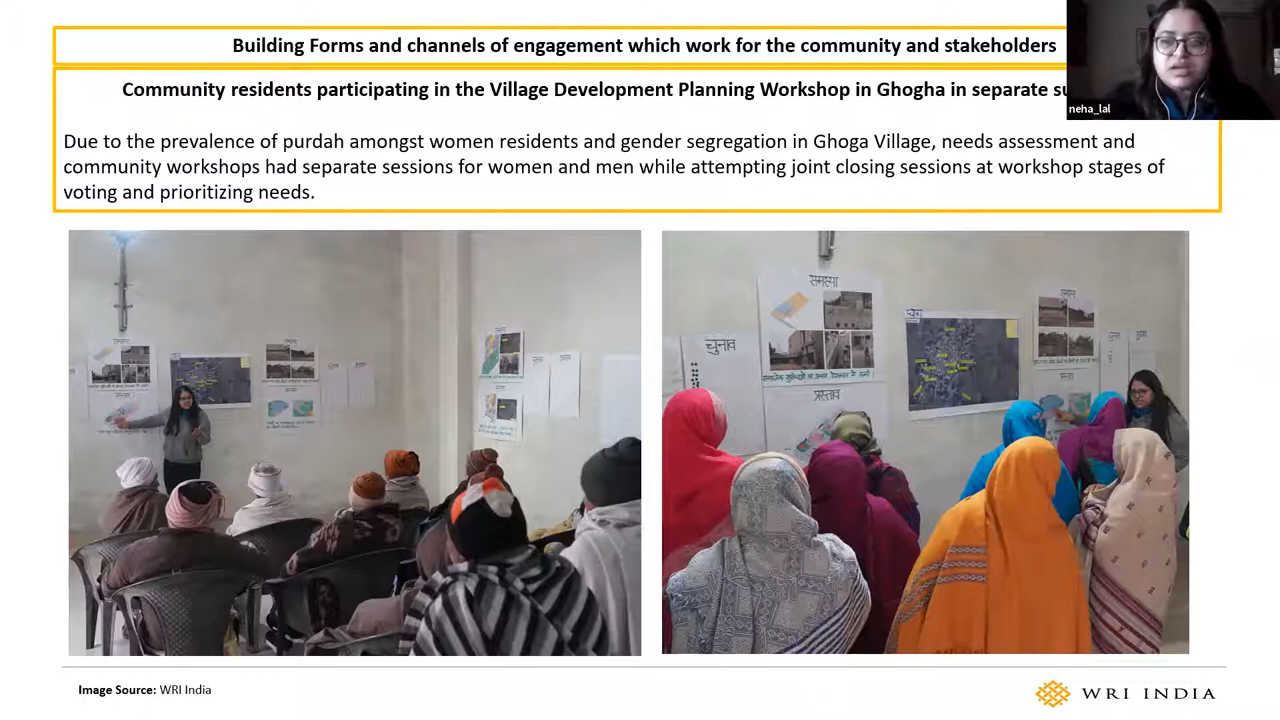 Building Forms and channels of engagement which work for the community and stakeholders
Community residents participating in the Village Development Planning Workshop in Ghogha in separate
neha_lal
Due to the prevalence of purdah amongst women residents and gender segregation in Ghoga Village, needs assessment and
community workshops had separate sessions for women and men while attempting joint closing sessions at workshop stages of
voting and prioritizing needs.
समस्या
चुनाव
प्रस्ताव
Image Source: WRI India
WRI INDIA